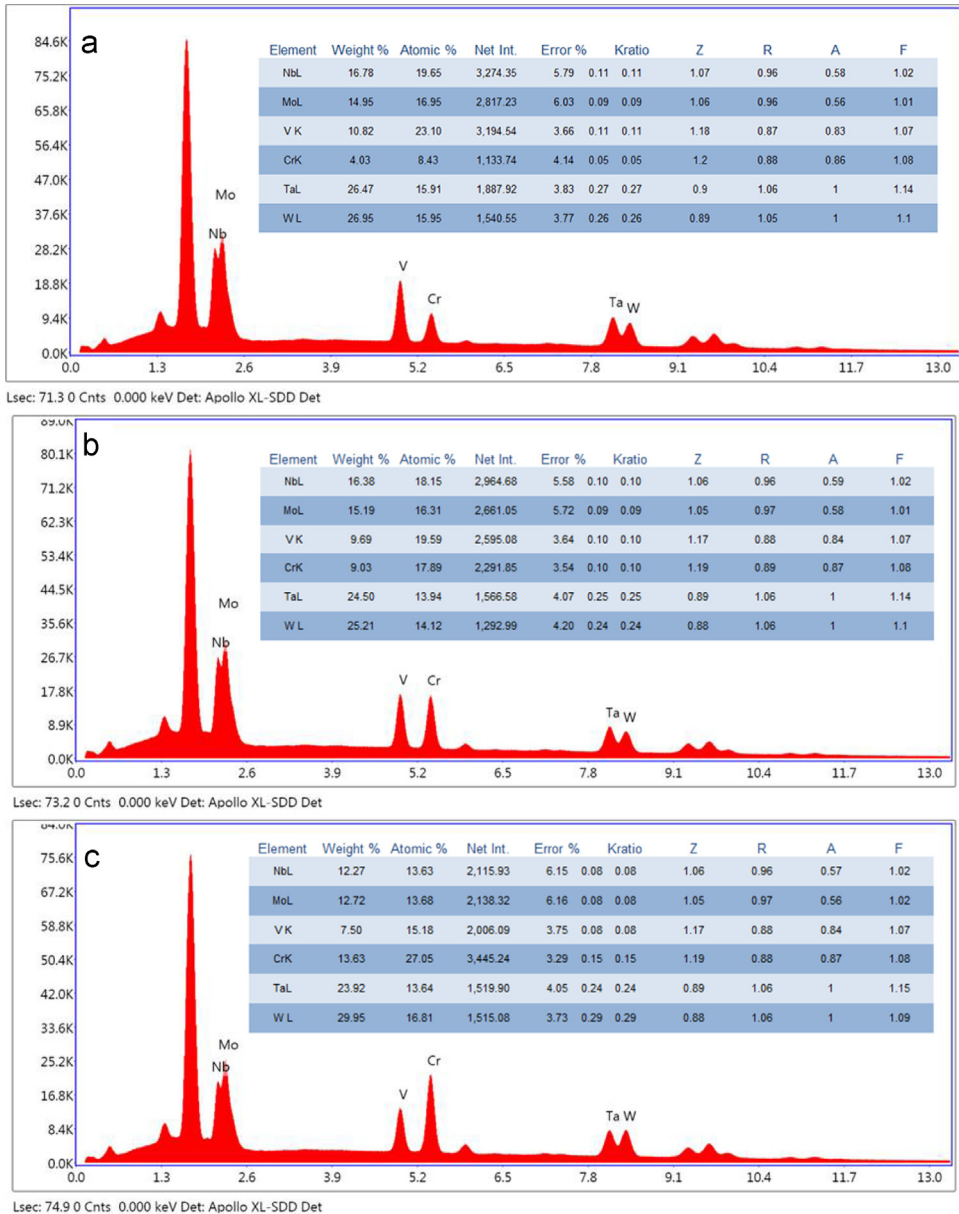 a
84.6K
75.2K
65.8K
56.4K
47.0K
37.6K
28.2K
18.8K
9.4K
0.0K
Element Weight % Atomic % Net Int. Error % Kratio Z R A F
NbL 16.78 19.65 3,274.35 5.79 0.11 0.11 1.07 0.96 0.58 1.02
MoL 14.95 16.95 2,817.23 6.03 0.09 0.09 1.06 0.96 0.56 1.01
V K 10.82 23.10 3,194.54 3.66 0.11 0.11 1.18 0.87 0.83 1.07
CrK 4.03 8.43 1,133.74 4.14 0.05 0.05 1.2 0.88 0.86 1.08
TaL 26.47 15.91 1,887.92 3.83 0.27 0.27 0.9 1.06 1 1.14
W L 26.95 15.95 1,540.55 3.77 0.26 0.26 0.89 1.05 1 1.1
Mo
Nb
V
Cr
Ta W
0.0 1.3 2.6 3.9 5.2 6.5 7.8 9.1 10.4 11.7 13.0
Lsec: 71.3 0 Cnts 0.000 keV Det: Apollo XL-SDD Det
b
89.0K
80.1K
71.2K
62.3K
53.4K
44.5K
35.6K
26.7K
17.8K
8.9K
0.0K
Element Weight % Atomic % Net Int. Error % Kratio Z R A F
NbL 16.38 18.15 2,964.68 5.58 0.10 0.10 1.06 0.96 0.59 1.02
MoL 15.19 16.31 2,661.05 5.72 0.09 0.09 1.05 0.97 0.58 1.01
V K 9.69 19.59 2,595.08 3.64 0.10 0.10 1.17 0.88 0.84 1.07
CrK 9.03 17.89 2,291.85 3.54 0.10 0.10 1.19 0.89 0.87 1.08
TaL 24.50 13.94 1,566.58 4.07 0.25 0.25 0.89 1.06 1 1.14
W L 25.21 14.12 1,292.99 4.20 0.24 0.24 0.88 1.06 1 1.1
Mo
Nb
V Cr
Ta W
0.0 1.3 2.6 3.9 5.2 6.5 7.8 9.1 10.4 11.7 13.0
Lsec: 73.2 0 Cnts 0.000 keV Det: Apollo XL-SDD Det
c
84.0K
75.6K
67.2K
58.8K
50.4K
42.0K
33.6K
25.2K
16.8K
8.4K
0.0K
Element Weight % Atomic % Net Int. Error % Kratio Z R A F
NbL 12.27 13.63 2,115.93 6.15 0.08 0.08 1.06 0.96 0.57 1.02
MoL 12.72 13.68 2,138.32 6.16 0.08 0.08 1.05 0.97 0.56 1.02
V K 7.50 15.18 2,006.09 3.75 0.08 0.08 1.17 0.88 0.84 1.07
CrK 13.63 27.05 3,445.24 3.29 0.15 0.15 1.19 0.88 0.87 1.08
TaL 23.92 13.64 1,519.90 4.05 0.24 0.24 0.89 1.06 1 1.15
W L 29.95 16.81 1,515.08 3.73 0.29 0.29 0.88 1.06 1 1.09
Mo
Nb
Cr
V
Ta W
0.0 1.3 2.6 3.9 5.2 6.5 7.8 9.1 10.4 11.7 13.0
Lsec: 74.9 0 Cnts 0.000 keV Det: Apollo XL-SDD Det